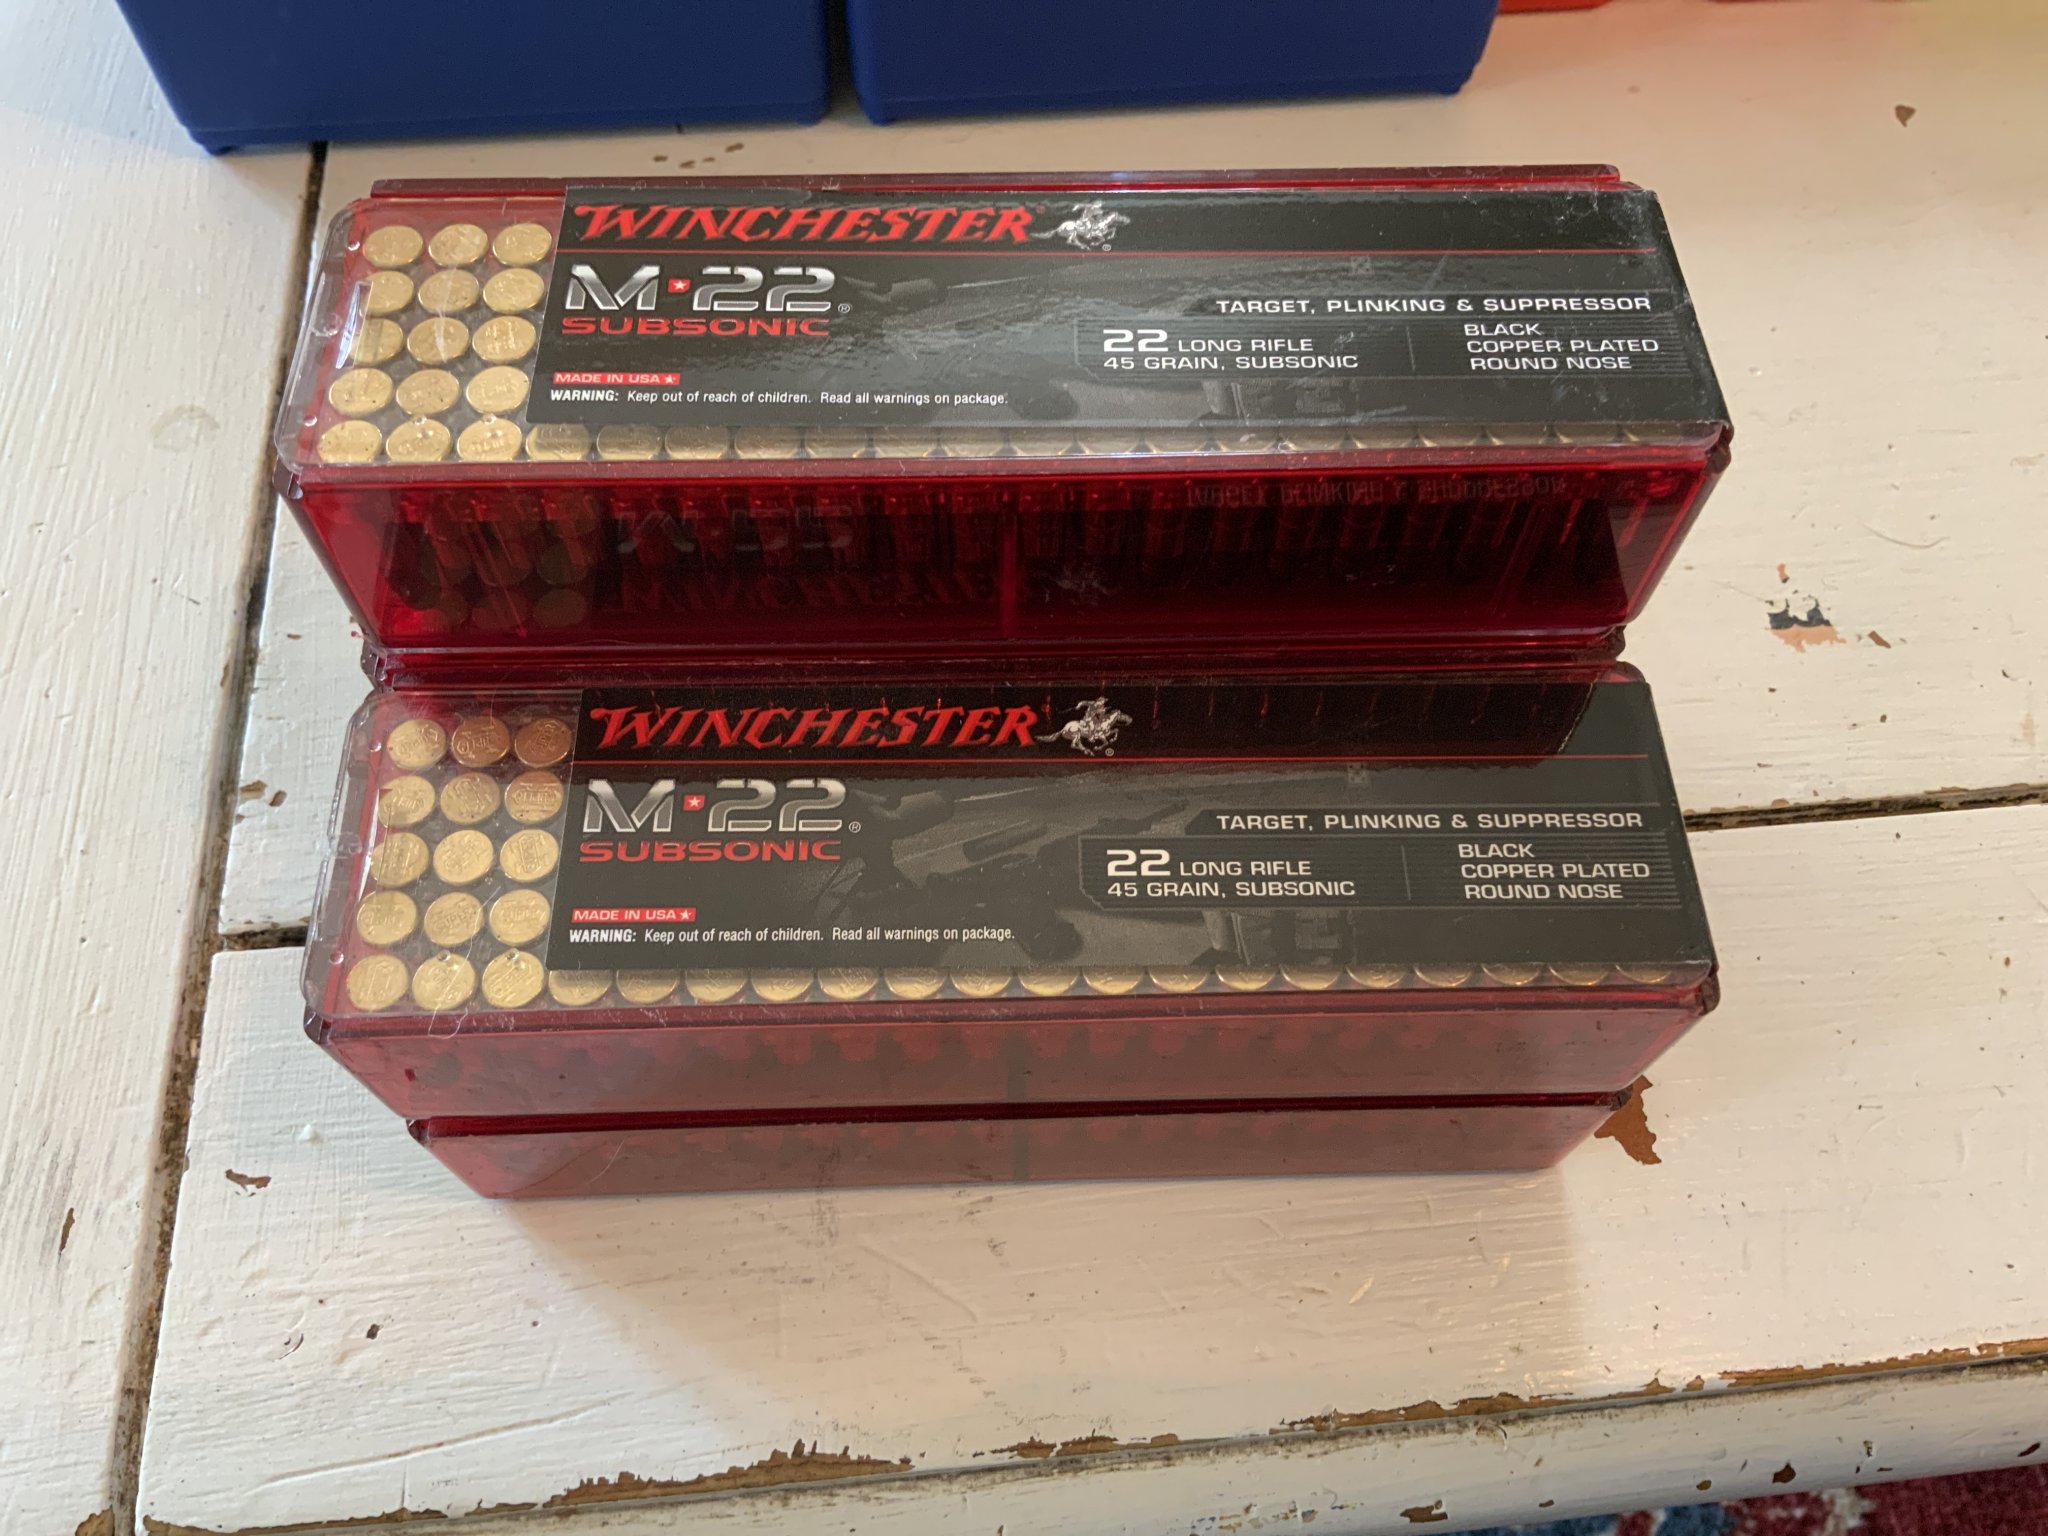 WINCHESTER
M★22®
SUBSONIC
TARGET, PLINKING & SUPPRESSOR
22 LONG RIFLE
45 GRAIN, SUBSONIC
BLACK
COPPER PLATED
ROUND NOSE
MADE IN USA★
WARNING: Keep out of reach of children. Read all warnings on package.
WINCHESTER
M★22®
SUBSONIC
TARGET, PLINKING & SUPPRESSOR
22 LONG RIFLE
45 GRAIN, SUBSONIC
BLACK
COPPER PLATED
ROUND NOSE
MADE IN USA★
WARNING: Keep out of reach of children. Read all warnings on package.